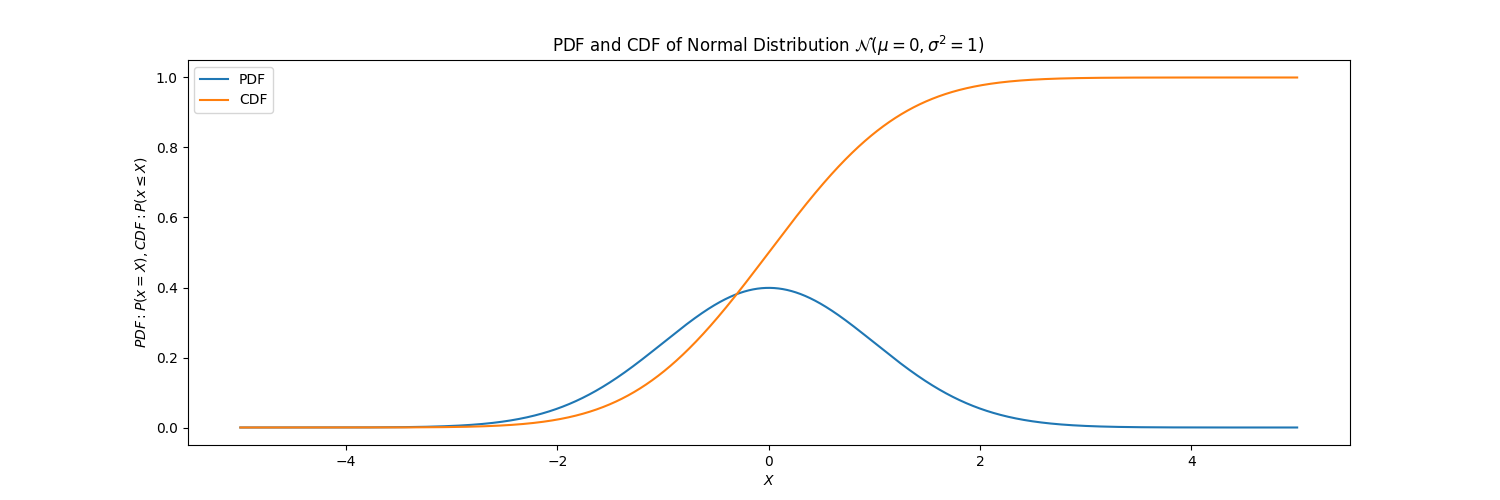 PDF and CDF of Normal Distribution 𝒩(μ = 0, σ² = 1)
PDF
CDF
1.0
0.8
0.6
0.4
0.2
0.0
PDF : P(x = X), CDF : P(x ≤ X)
−4
−2
0
2
4
X